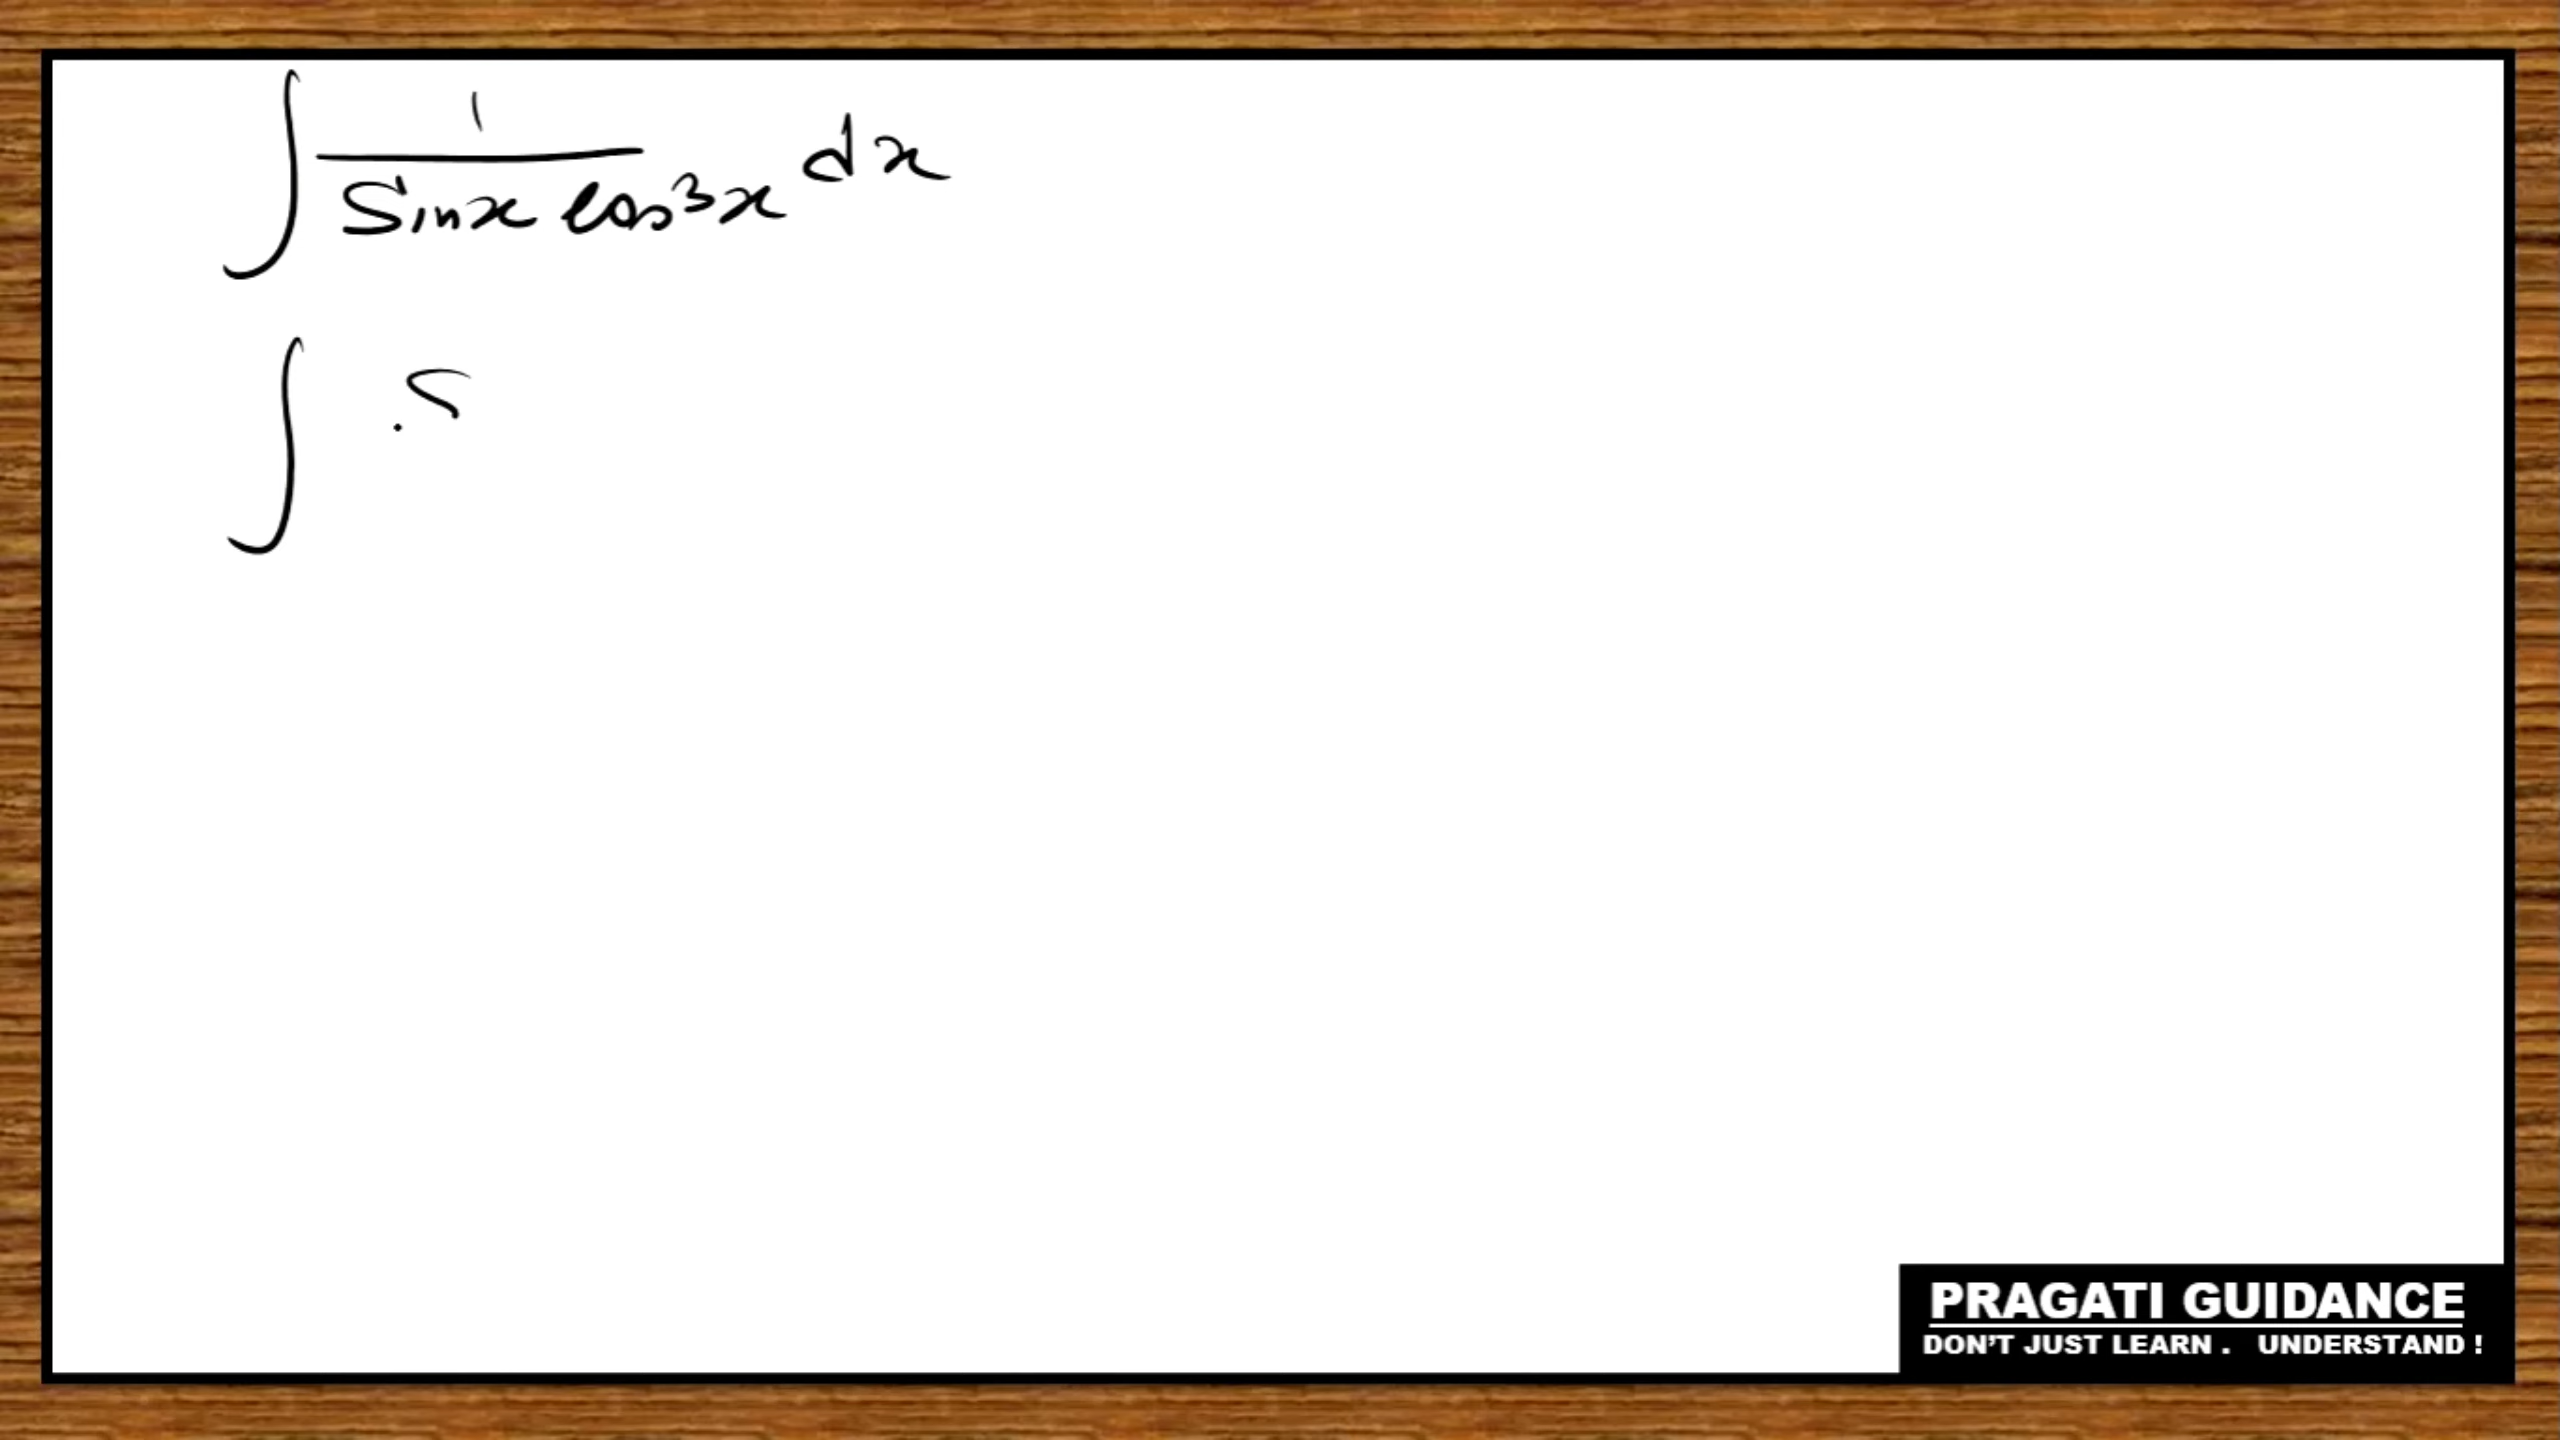 ∫ 1/(Sinx cos³x) dx
∫ S
PRAGATI GUIDANCE
DON'T JUST LEARN . UNDERSTAND !